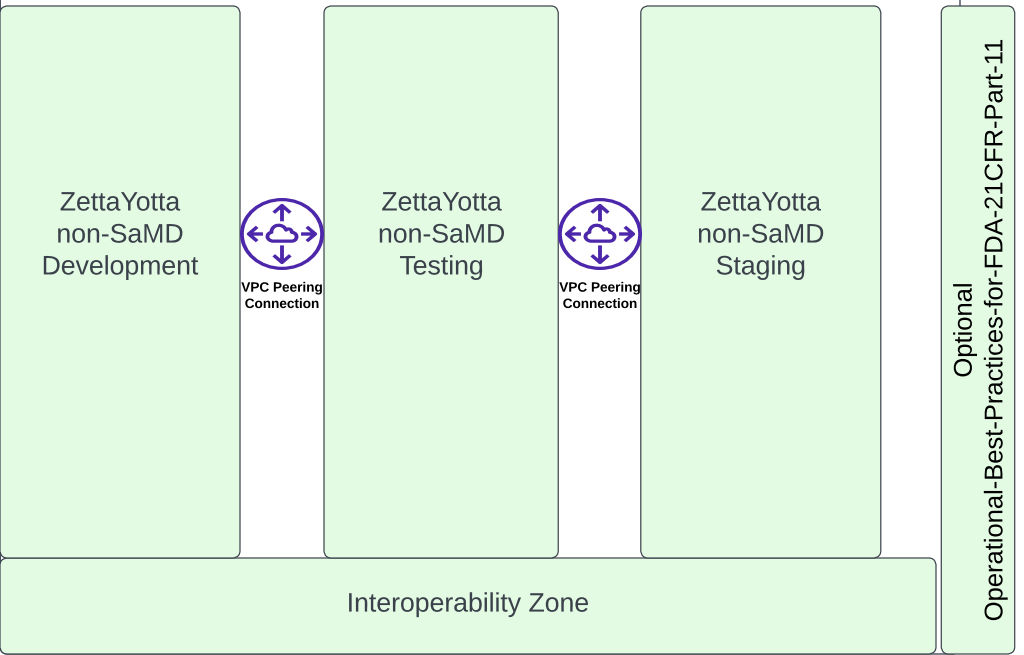 ZettaYotta
non-SaMD
Development
VPC Peering
Connection
ZettaYotta
non-SaMD
Testing
VPC Peering
Connection
ZettaYotta
non-SaMD
Staging
Interoperability Zone
Optional
Operational-Best-Practices-for-FDA-21CFR-Part-11